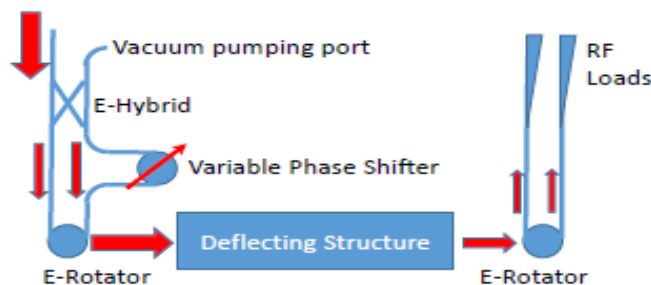 Vacuum pumping port
RF
Loads
E-Hybrid
Variable Phase Shifter
Deflecting Structure
E-Rotator
E-Rotator